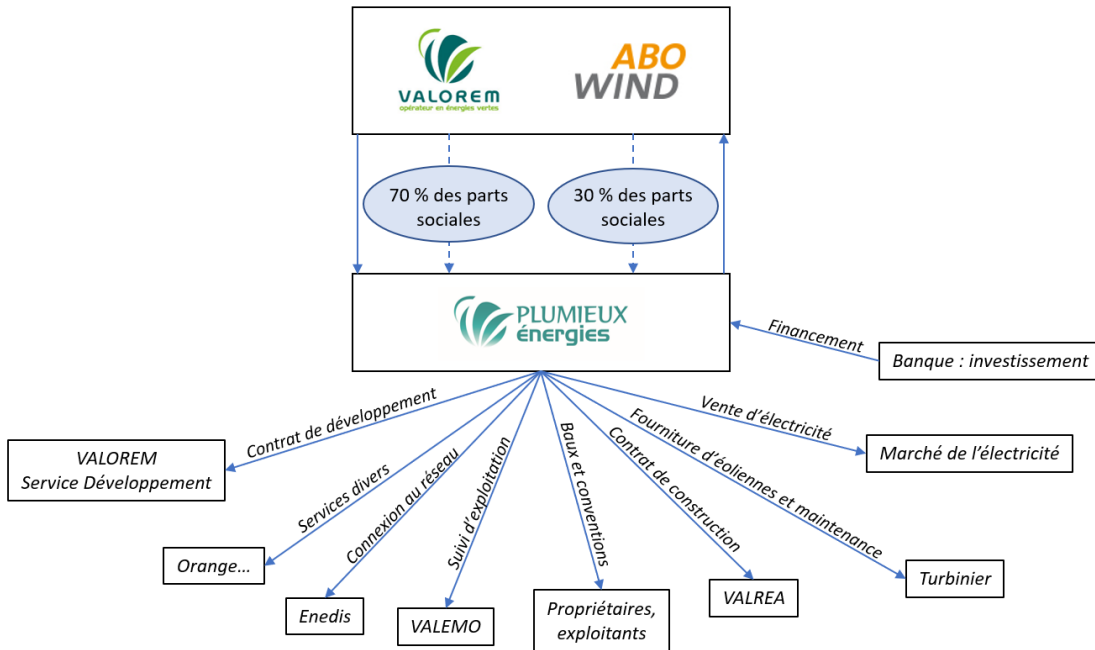 VALOREM
opérateur en énergies vertes
ABO
WIND
70 % des parts
sociales
30 % des parts
sociales
PLUMIEUX
énergies
Financement
Banque : investissement
Contrat de développement
VALOREM
Service Développement
Services divers
Orange…
Connexion au réseau
Enedis
Suivi d'exploitation
VALEMO
Baux et conventions
Propriétaires,
exploitants
Contrat de construction
VALREA
Fourniture d'éoliennes et maintenance
Turbinier
Vente d'électricité
Marché de l'électricité